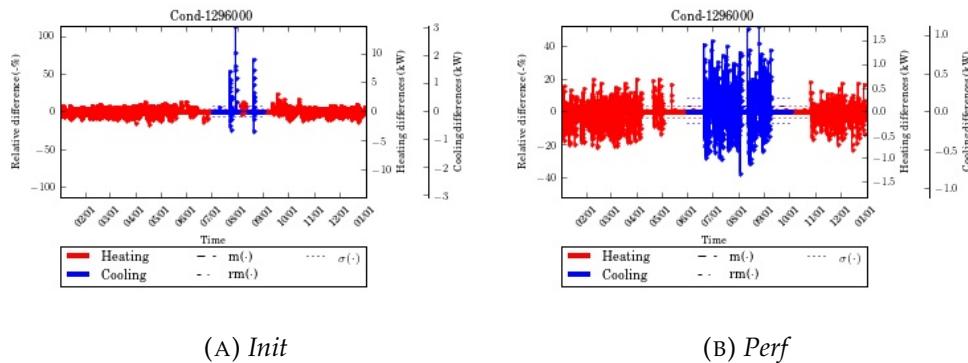 Cond-1296000
Relative differences(-%)
100
50
0
−50
−100
10
5
0
−5
−10
Heating differences(kW)
3
2
1
0
−1
−2
−3
Cooling differences(kW)
02/01
03/01
04/01
05/01
06/01
07/01
08/01
09/01
10/01
11/01
12/01
01/01
Time
Heating
Cooling
m(·)
rm(·)
σ(·)
(A) Init
Cond-1296000
Relative differences(-%)
40
20
0
−20
−40
1.5
1.0
0.5
0.0
−0.5
−1.0
−1.5
Heating differences(kW)
1.0
0.5
0.0
−0.5
−1.0
Cooling differences(kW)
02/01
03/01
04/01
05/01
06/01
07/01
08/01
09/01
10/01
11/01
12/01
01/01
Time
Heating
Cooling
m(·)
rm(·)
σ(·)
(B) Perf